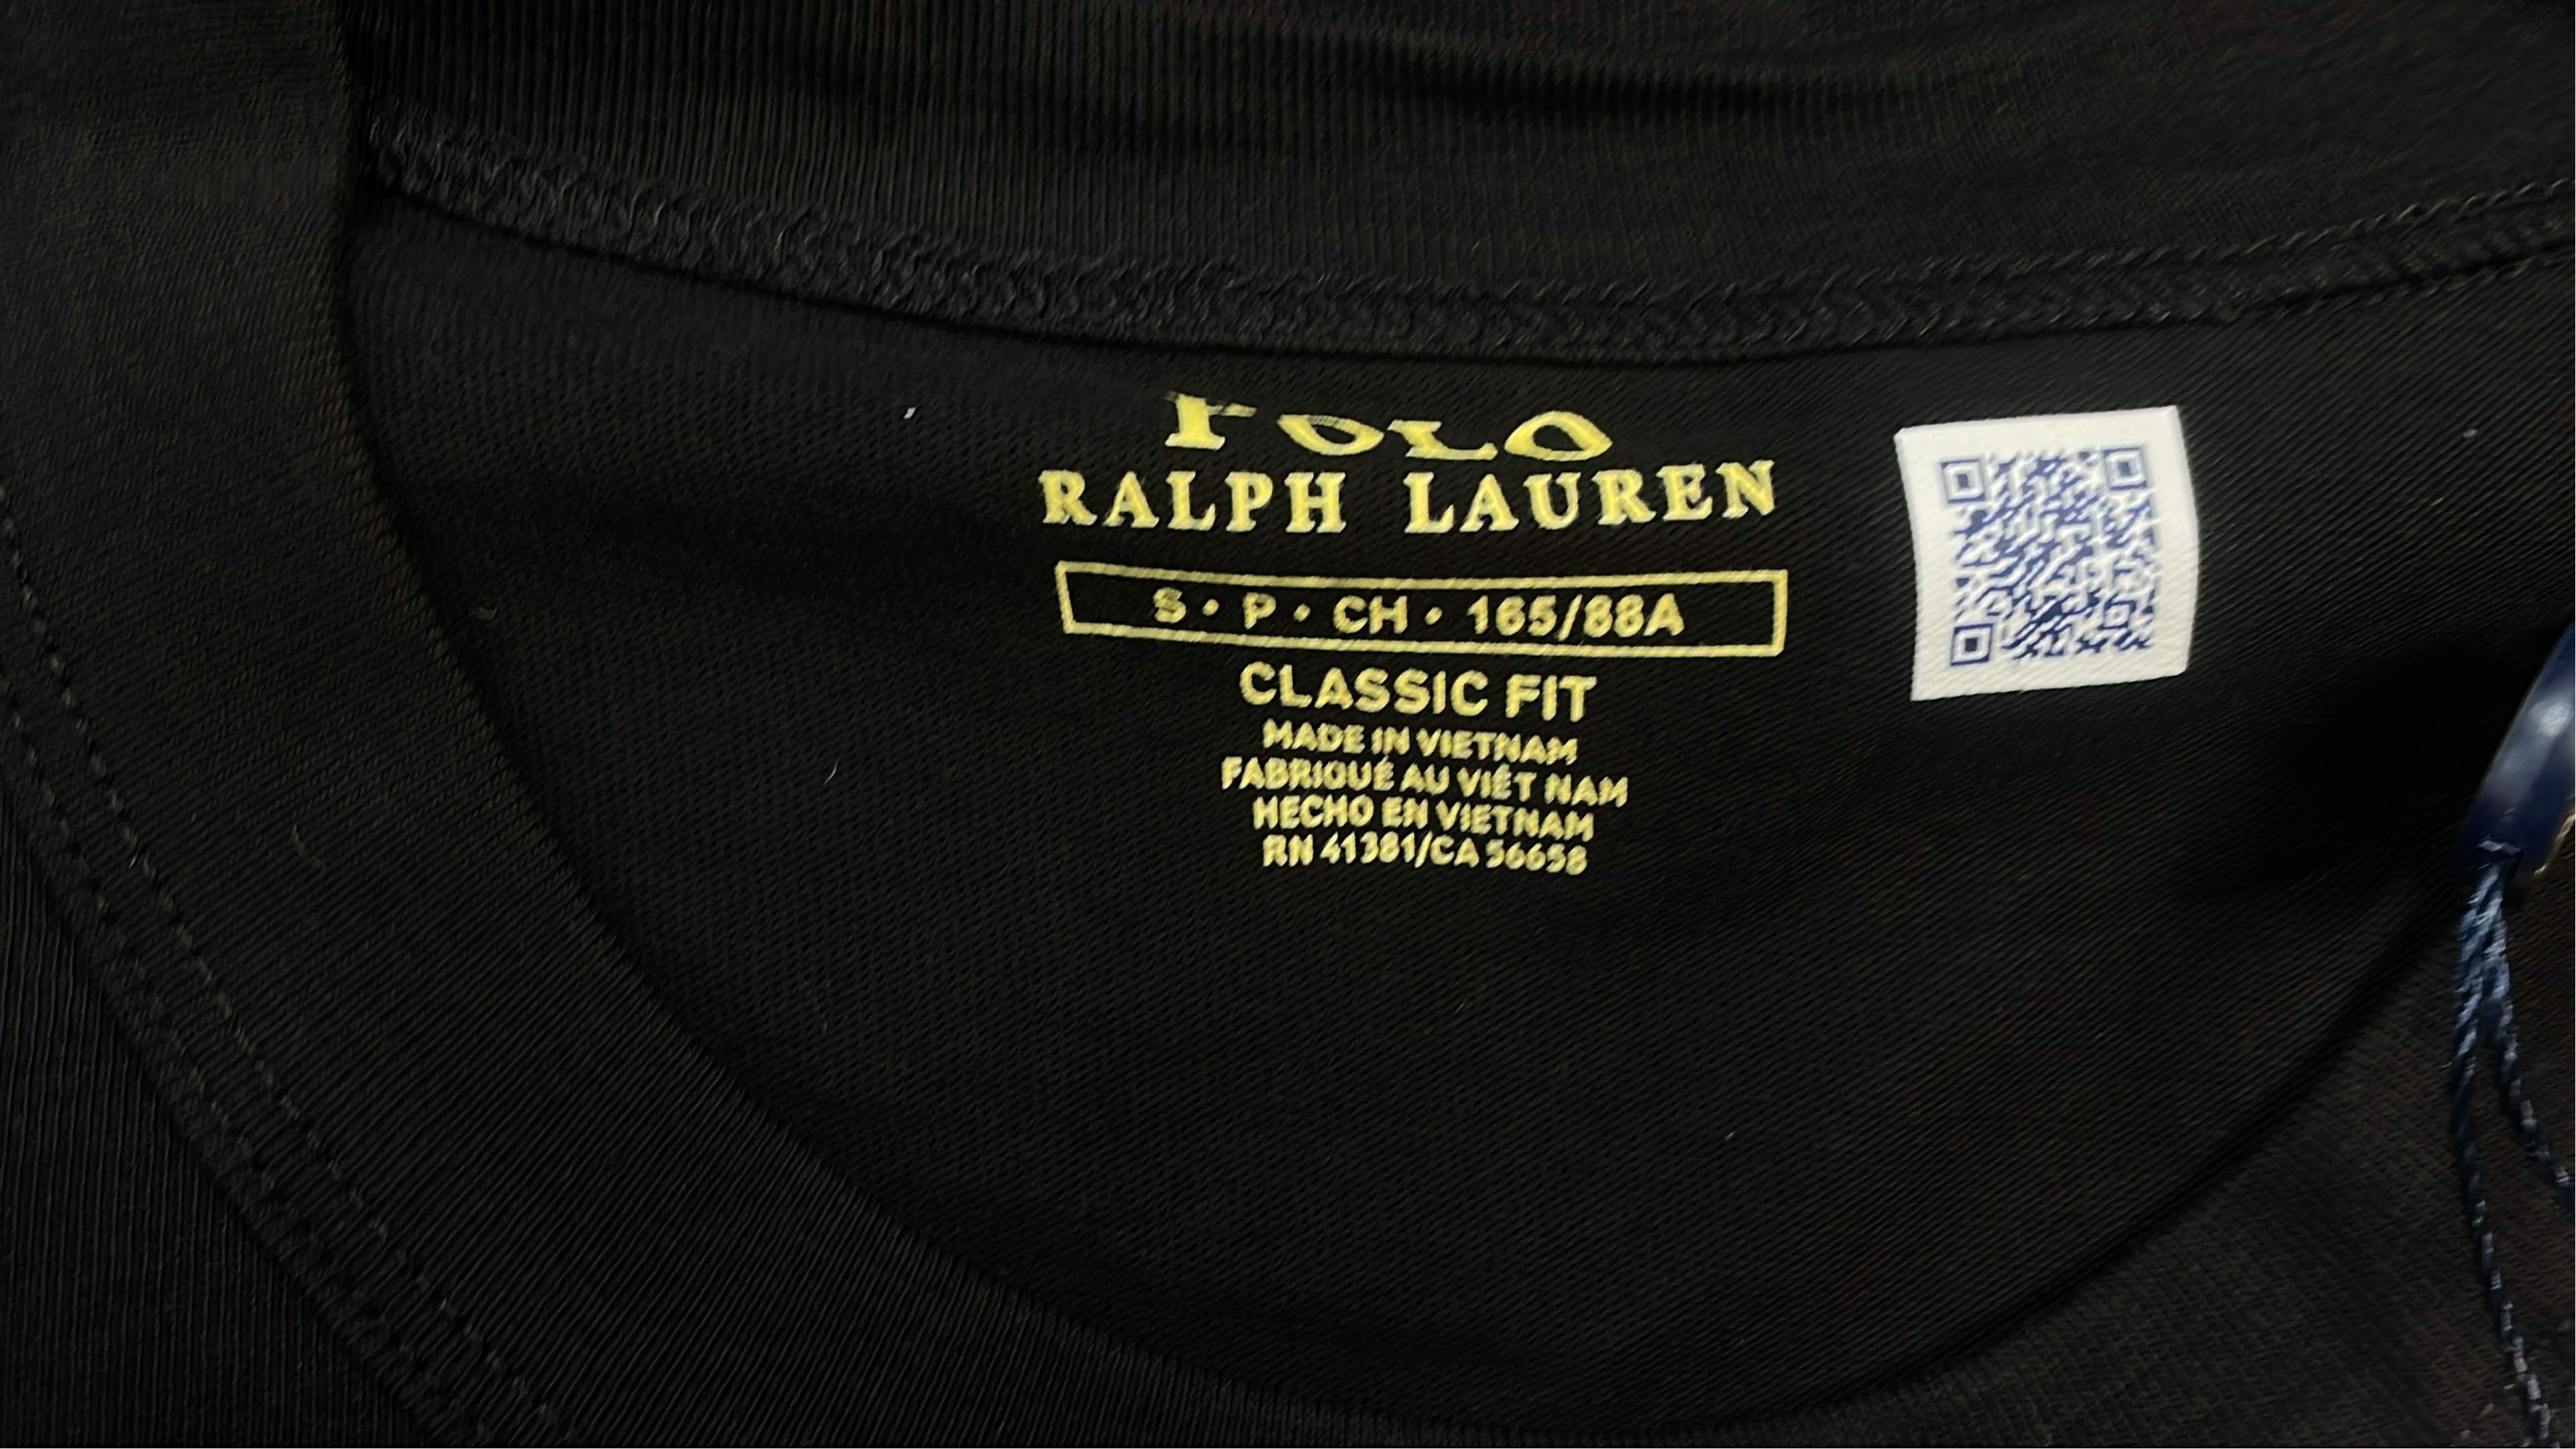 POLO
RALPH LAUREN
S • P • CH • 165/88A
CLASSIC FIT
MADE IN VIETNAM
FABRIQUÉ AU VIÊT NAM
HECHO EN VIETNAM
RN 41381/CA 56658